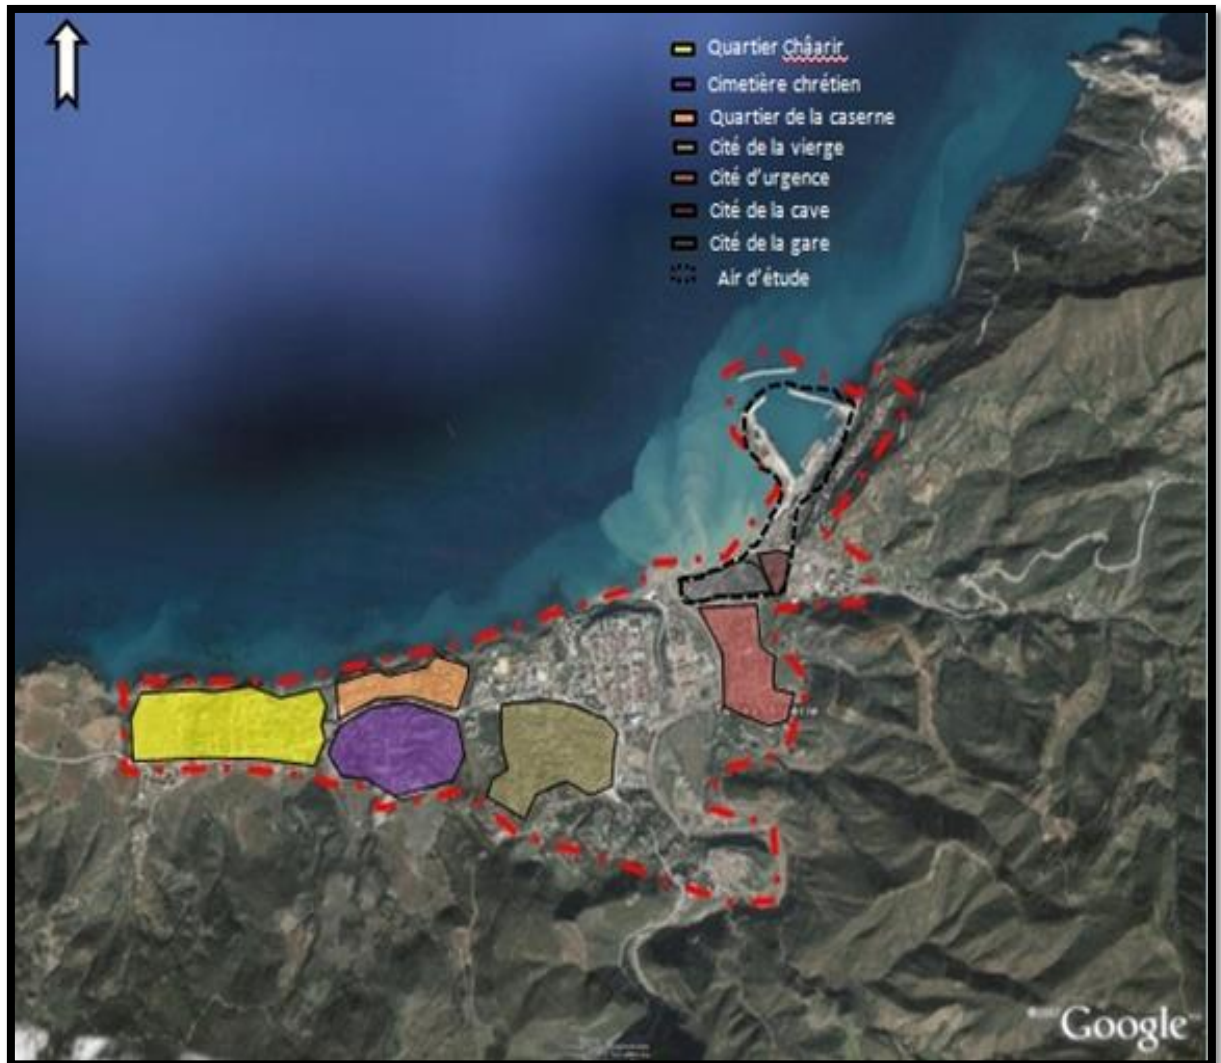 Quartier Châarir
Cimetière chrétien
Quartier de la caserne
Cité de la vierge
Cité d'urgence
Cité de la cave
Cité de la gare
Air d'étude
Google